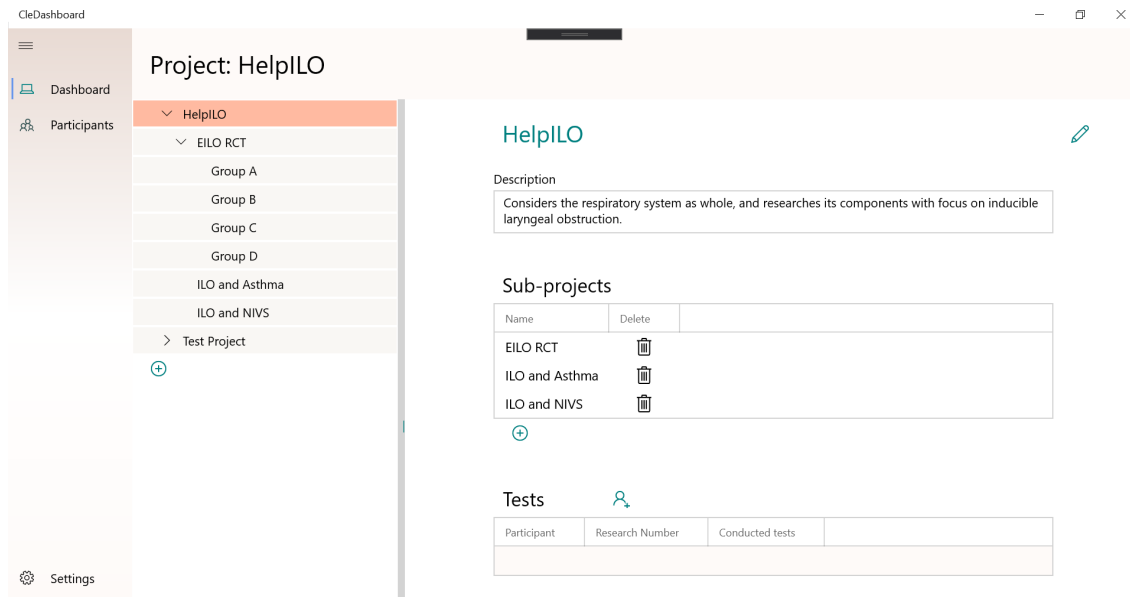 CleDashboard
Project: HelpILO
Dashboard
Participants
Settings
HelpILO
EILO RCT
Group A
Group B
Group C
Group D
ILO and Asthma
ILO and NIVS
Test Project
HelpILO
Description
Considers the respiratory system as whole, and researches its components with focus on inducible
laryngeal obstruction.
Sub-projects
Name Delete
EILO RCT
ILO and Asthma
ILO and NIVS
Tests
Participant Research Number Conducted tests